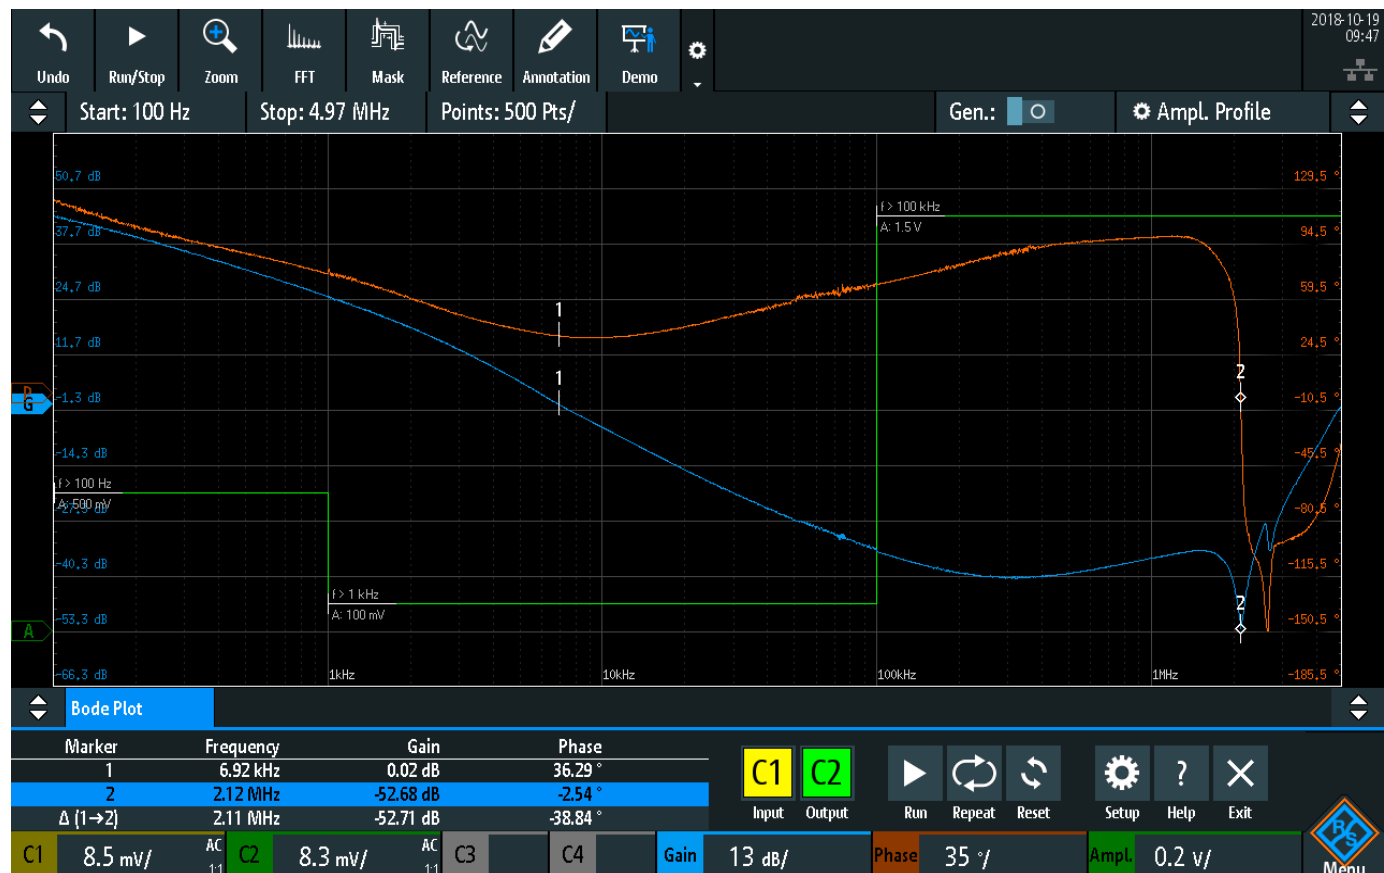 2018-10-19
09:47
Undo Run/Stop Zoom FFT Mask Reference Annotation Demo
Start: 100 Hz Stop: 4.97 MHz Points: 500 Pts/ Gen.: Ampl. Profile
50.7 dB 129.5 °
f > 100 kHz
A: 1.5 V
37.7 dB 94.5 °
24.7 dB 59.5 °
1
11.7 dB 24.5 °
1 2
G -1.3 dB -10.5 °
-14.3 dB -45.5 °
f > 100 Hz
A: 500 mV
-27.3 dB -80.5 °
-40.3 dB -115.5 °
f > 1 kHz
A: 100 mV
2
A -53.3 dB -150.5 °
-66.3 dB 1kHz 10kHz 100kHz 1MHz -185.5 °
Bode Plot
Marker Frequency Gain Phase
1 6.92 kHz 0.02 dB 36.29 °
2 2.12 MHz -52.68 dB -2.54 °
Δ (1→2) 2.11 MHz -52.71 dB -38.84 °
C1 C2
Input Output Run Repeat Reset Setup ? Help Exit
C1 8.5 mV/ AC 1:1 C2 8.3 mV/ AC 1:1 C3 C4 Gain 13 dB/ Phase 35 °/ Ampl. 0.2 V/ R&S Menu